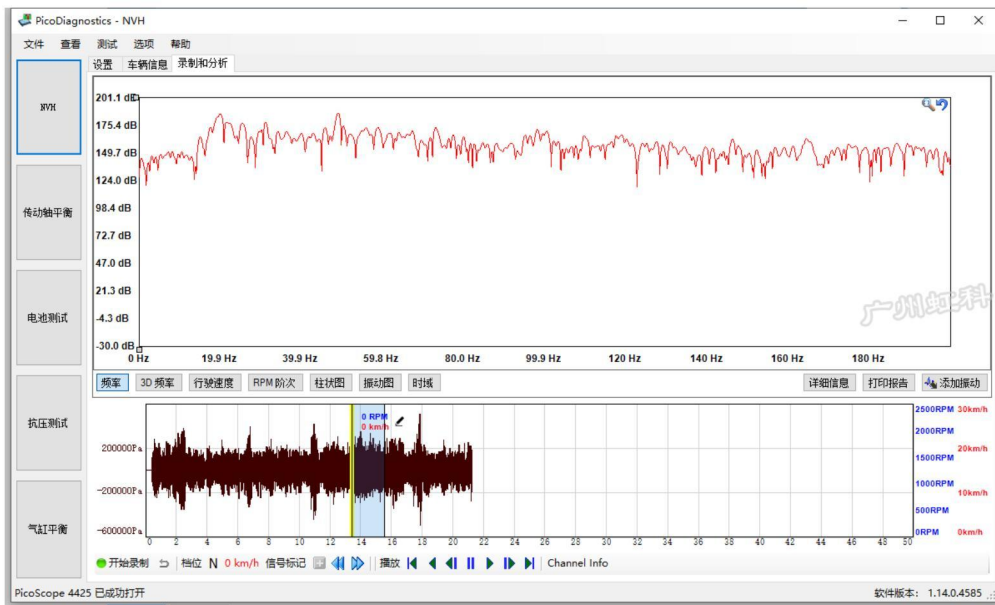 PicoDiagnostics - NVH
文件 查看 测试 选项 帮助
设置 车辆信息 录制和分析
NVH
传动轴平衡
电池测试
抗压测试
气缸平衡
201.1 dB
175.4 dB
149.7 dB
124.0 dB
98.4 dB
72.7 dB
47.0 dB
21.3 dB
-4.3 dB
-30.0 dB
0 Hz 19.9 Hz 39.9 Hz 59.8 Hz 80.0 Hz 99.9 Hz 120 Hz 140 Hz 160 Hz 180 Hz
广州虹科
频率 3D 频率 行驶速度 RPM 阶次 柱状图 振动图 时域 详细信息 打印报告 添加振动
0 RPM
0 km/h
200000Pa
-200000Pa
-600000Pa
2500RPM 30km/h
2000RPM
1500RPM 20km/h
1000RPM 10km/h
500RPM
0RPM 0km/h
0 2 4 6 8 10 12 14 16 18 20 22 24 26 28 30 32 34 36 38 40 42 44 46 48 50
开始录制 档位 N 0 km/h 信号标记 播放 Channel Info
PicoScope 4425 已成功打开 软件版本: 1.14.0.4585